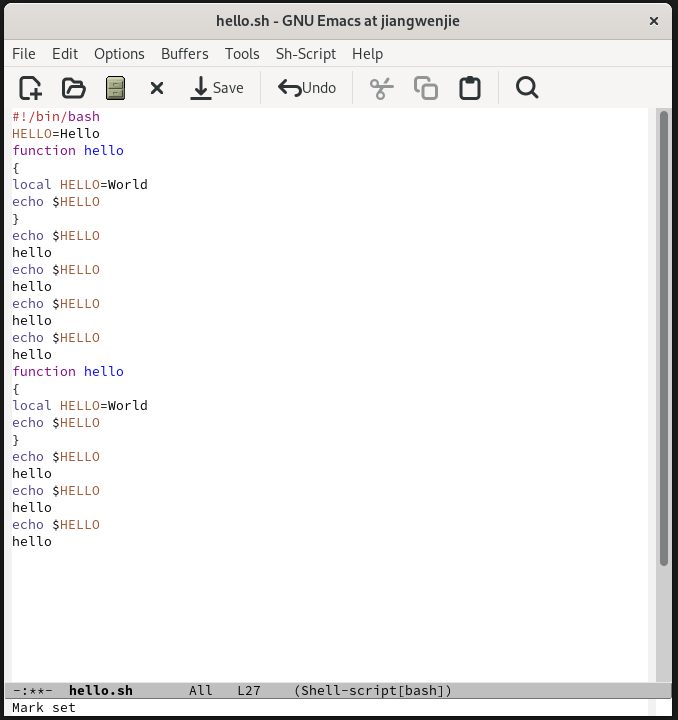 hello.sh - GNU Emacs at jiangwenjie
File Edit Options Buffers Tools Sh-Script Help
Save Undo
#!/bin/bash
HELLO=Hello
function hello
{
local HELLO=World
echo $HELLO
}
echo $HELLO
hello
echo $HELLO
hello
echo $HELLO
hello
echo $HELLO
hello
function hello
{
local HELLO=World
echo $HELLO
}
echo $HELLO
hello
echo $HELLO
hello
echo $HELLO
hello
-:**- hello.sh All L27 (Shell-script[bash])
Mark set